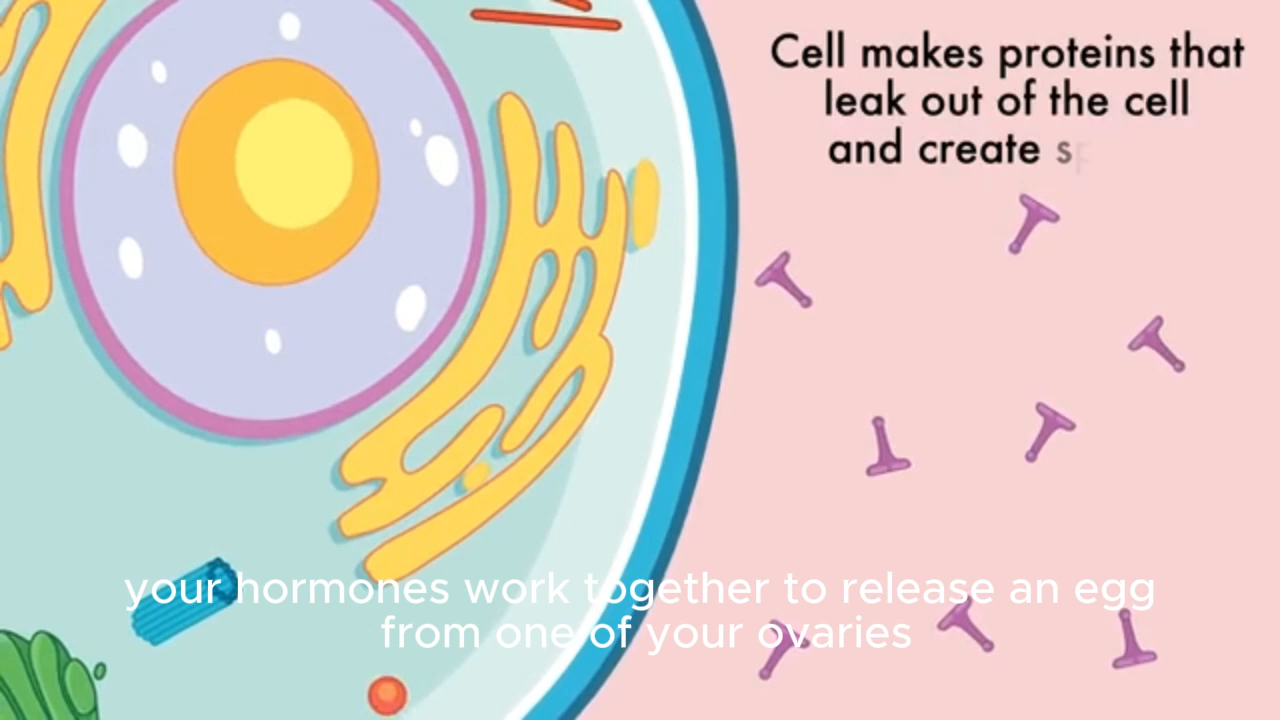 Cell makes proteins that
leak out of the cell
and create
your hormones work together to release an egg
from one of your ovaries